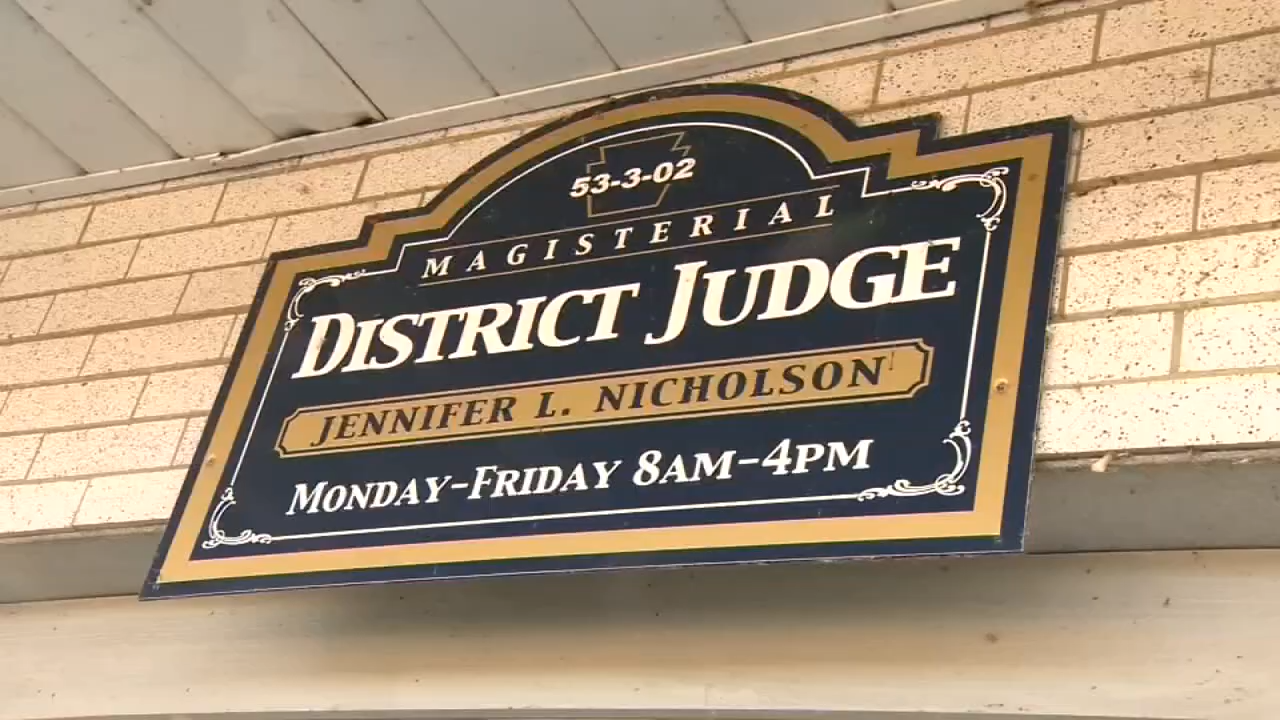 53-3-02
MAGISTERIAL
DISTRICT JUDGE
JENNIFER L. NICHOLSON
MONDAY-FRIDAY 8AM-4PM